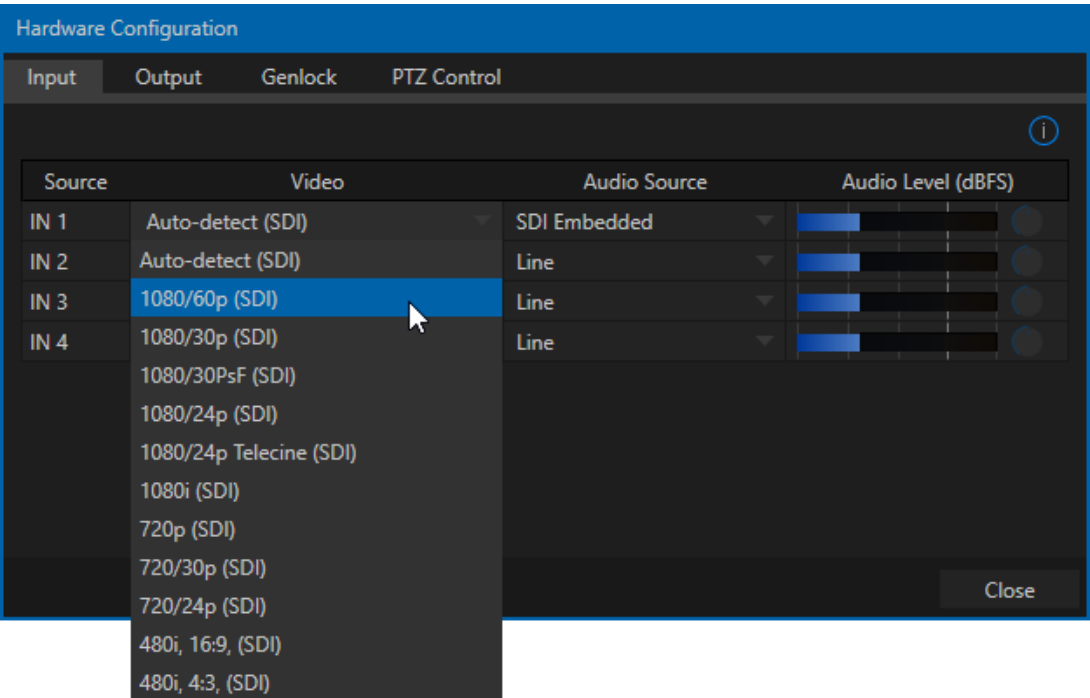 Hardware Configuration
Input Output Genlock PTZ Control
i
Source Video Audio Source Audio Level (dBFS)
IN 1 Auto-detect (SDI) SDI Embedded
IN 2 Auto-detect (SDI) Line
IN 3 1080/60p (SDI) Line
IN 4 1080/30p (SDI) Line
1080/30PsF (SDI)
1080/24p (SDI)
1080/24p Telecine (SDI)
1080i (SDI)
720p (SDI)
720/30p (SDI)
720/24p (SDI)
Close
480i, 16:9, (SDI)
480i, 4:3, (SDI)